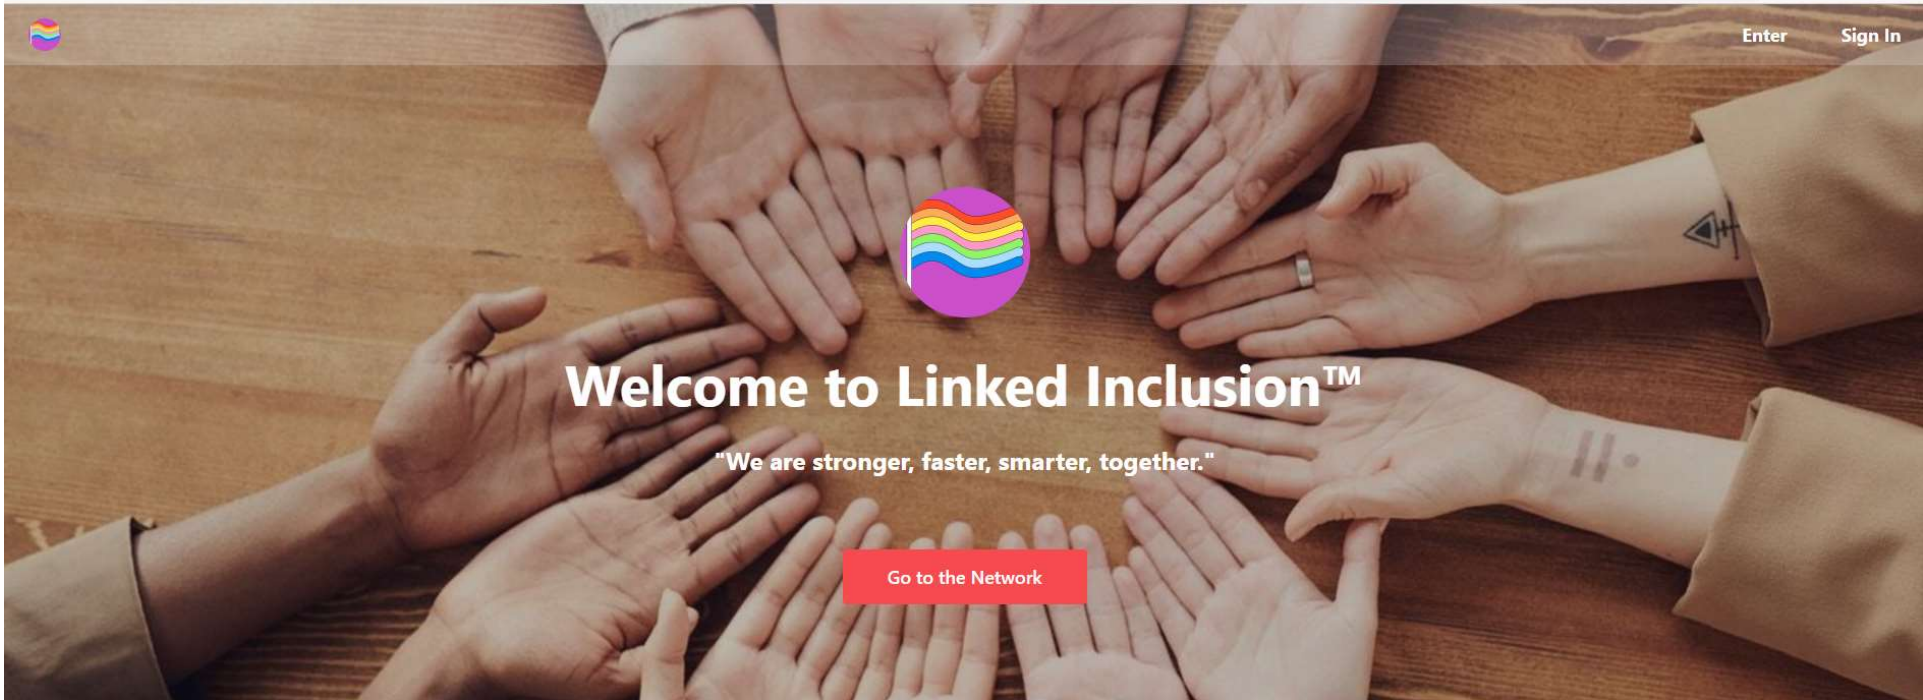 Enter Sign In
Welcome to Linked Inclusion™
"We are stronger, faster, smarter, together."
Go to the Network